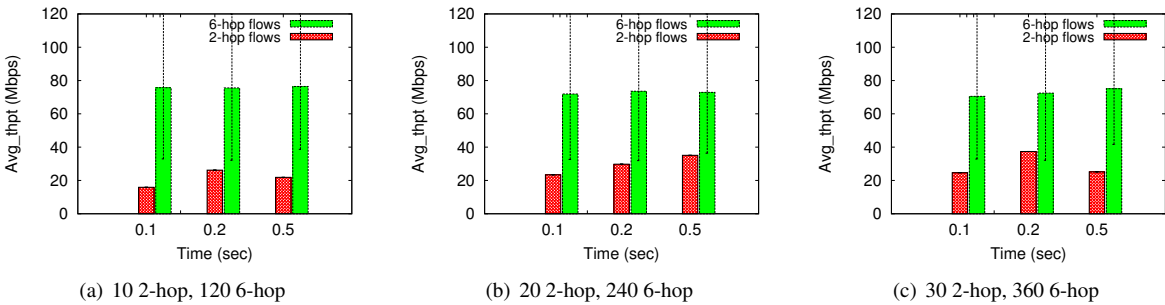 120
100
80
60
40
20
0
Avg_thpt (Mbps)
6-hop flows
2-hop flows
0.1 0.2 0.5
Time (sec)
(a) 10 2-hop, 120 6-hop
120
100
80
60
40
20
0
Avg_thpt (Mbps)
6-hop flows
2-hop flows
0.1 0.2 0.5
Time (sec)
(b) 20 2-hop, 240 6-hop
120
100
80
60
40
20
0
Avg_thpt (Mbps)
6-hop flows
2-hop flows
0.1 0.2 0.5
Time (sec)
(c) 30 2-hop, 360 6-hop